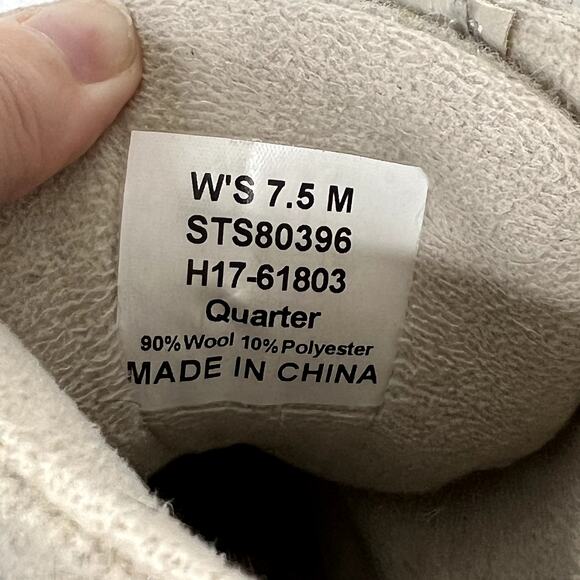 W'S 7.5 M
STS80396
H17-61803
Quarter
90% Wool 10% Polyester
MADE IN CHINA